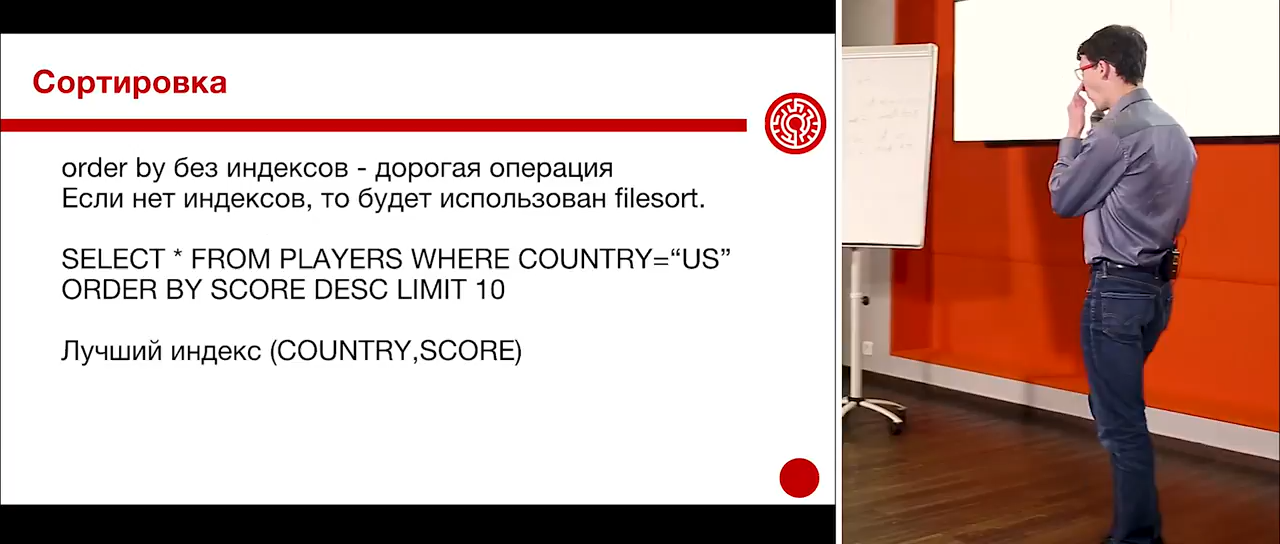 Сортировка
order by без индексов - дорогая операция
Если нет индексов, то будет использован filesort.
SELECT * FROM PLAYERS WHERE COUNTRY=“US”
ORDER BY SCORE DESC LIMIT 10
Лучший индекс (COUNTRY,SCORE)